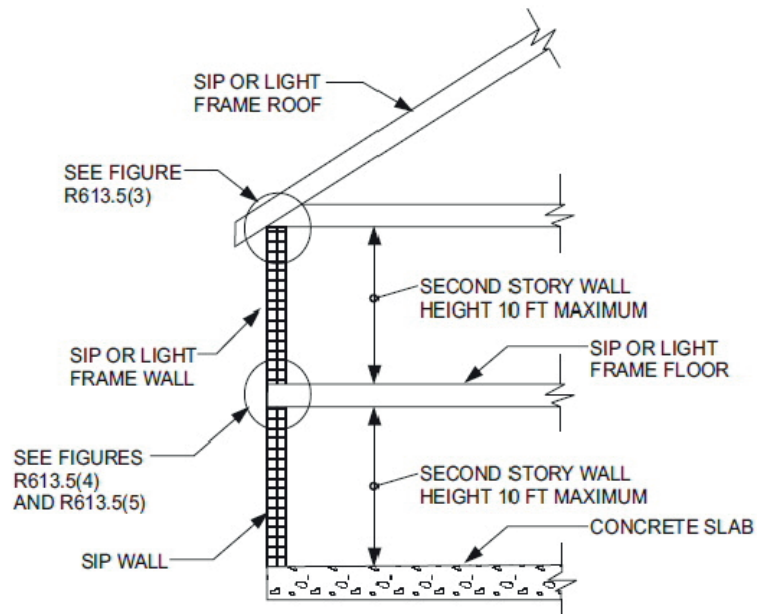 SIP OR LIGHT
FRAME ROOF
SEE FIGURE
R613.5(3)
SECOND STORY WALL
HEIGHT 10 FT MAXIMUM
SIP OR LIGHT
FRAME WALL
SIP OR LIGHT
FRAME FLOOR
SEE FIGURES
R613.5(4)
AND R613.5(5)
SECOND STORY WALL
HEIGHT 10 FT MAXIMUM
CONCRETE SLAB
SIP WALL